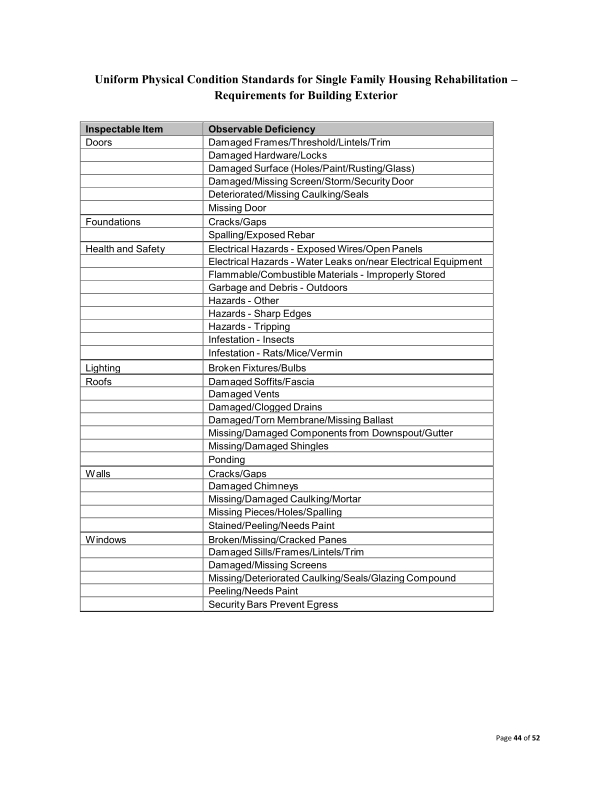 Uniform Physical Condition Standards for Single Family Housing Rehabilitation –
Requirements for Building Exterior
Inspectable Item Observable Deficiency
Doors Damaged Frames/Threshold/Lintels/Trim
Damaged Hardware/Locks
Damaged Surface (Holes/Paint/Rusting/Glass)
Damaged/Missing Screen/Storm/Security Door
Deteriorated/Missing Caulking/Seals
Missing Door
Foundations Cracks/Gaps
Spalling/Exposed Rebar
Health and Safety Electrical Hazards - Exposed Wires/Open Panels
Electrical Hazards - Water Leaks on/near Electrical Equipment
Flammable/Combustible Materials - Improperly Stored
Garbage and Debris - Outdoors
Hazards - Other
Hazards - Sharp Edges
Hazards - Tripping
Infestation - Insects
Infestation - Rats/Mice/Vermin
Lighting Broken Fixtures/Bulbs
Roofs Damaged Soffits/Fascia
Damaged Vents
Damaged/Clogged Drains
Damaged/Torn Membrane/Missing Ballast
Missing/Damaged Components from Downspout/Gutter
Missing/Damaged Shingles
Ponding
Walls Cracks/Gaps
Damaged Chimneys
Missing/Damaged Caulking/Mortar
Missing Pieces/Holes/Spalling
Stained/Peeling/Needs Paint
Windows Broken/Missing/Cracked Panes
Damaged Sills/Frames/Lintels/Trim
Damaged/Missing Screens
Missing/Deteriorated Caulking/Seals/Glazing Compound
Peeling/Needs Paint
Security Bars Prevent Egress
Page 44 of 52